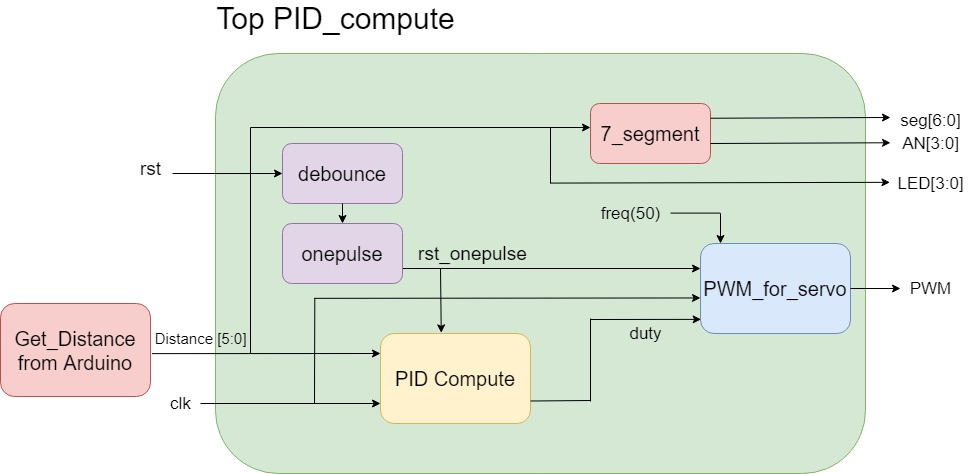 Top PID_compute
seg[6:0]
7_segment
AN[3:0]
rst
debounce
LED[3:0]
freq(50)
onepulse
rst_onepulse
PWM_for_servo
PWM
Get_Distance
from Arduino
Distance [5:0]
duty
PID Compute
clk